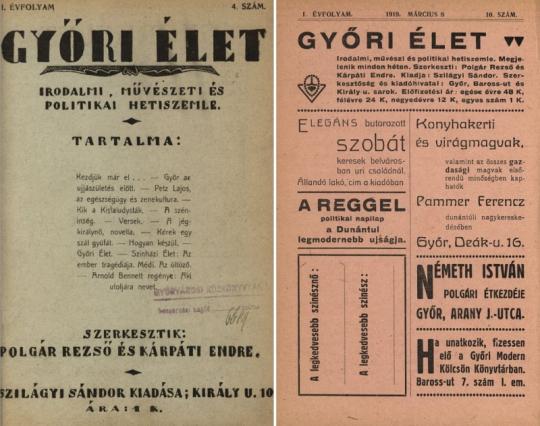 I. ÉVFOLYAM
4. SZÁM.
GYŐRI ÉLET
IRODALMI, MŰVÉSZETI ÉS
POLITIKAI HETISZEMLE.
TARTALMA:
Kezdjük már el . . . — Győr az
ujjászületés előtt. — Petz Lajos,
az egészségügy és zenekultura. —
Kik a Kisfaludysták. — A szén-
inség. — Versek. — A jég-
királynő, novella. — Kérek egy
szál gyufát. — Hogyan készül. —
Győri Élet. — Szinházi Élet: Az
ember tragédiája. Médi. Az öltöző.
— Arnold Bennett regénye: Aki
utoljára nevet.
SZERKESZTIK:
POLGÁR REZSŐ ÉS KÁRPÁTI ENDRE.
SZILÁGYI SÁNDOR KIADÁSA; KIRÁLY U. 10
ÁRA: 1 K.
I. ÉVFOLYAM.
1919. MÁRCIUS 8
10. SZÁM.
GYŐRI ÉLET
Irodalmi, művészi és politikai hetiszemle. Megje-
lenik minden héten. Szerkeszti: Polgár Rezső és
Kárpáti Endre. Kiadja: Szilágyi Sándor. Szer-
kesztőség és kiadóhivatal: Győr, Baross-ut és
Király u. sarok. Előfizetési ár: egész évre 48 K,
félévre 24 K, negyedévre 12 K, egyes szám 1 K.
ELEGÁNS butorozott
szobát
keresek belváros-
ban uri családnál.
Állandó lakó, cim a kiadóban
A REGGEL
politikai napilap
a Dunántul
legmodernebb ujságja.
A legkedvesebb szinésznő:
A legkedvesebb szinész:
Konyhakerti
és virágmagvak,
valamint az összes gaz-
dasági magvak első-
rendü minőségben kap-
hatók
Pammer Ferencz
dunántuli nagykereske-
désében
Győr, Deák-u. 16.
NÉMETH ISTVÁN
POLGÁRI ÉTKEZDÉJE
GYŐR, ARANY J.-UTCA.
Ha unatkozik, fizessen
elő a Győri Modern
Kölcsön Könyvtárban.
Baross-ut 7, szám I. em.